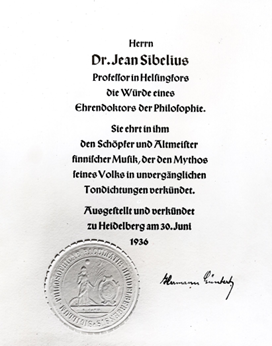 Herrn
Dr. Jean Sibelius
Professor in Helsingfors
die Würde eines
Ehrendoktors der Philosophie.
Sie ehrt in ihm
den Schöpfer und Altmeister
finnischer Musik, der den Mythos
seines Volks in unvergänglichen
Tondichtungen verkündet.
Ausgestellt und verkündet
zu Heidelberg am 30. Juni
1936
Hermann Güntert